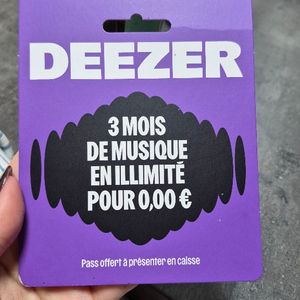 DEEZER
3 MOIS
DE MUSIQUE
EN ILLIMITÉ
POUR 0,00 €
Pass offert à présenter en caisse